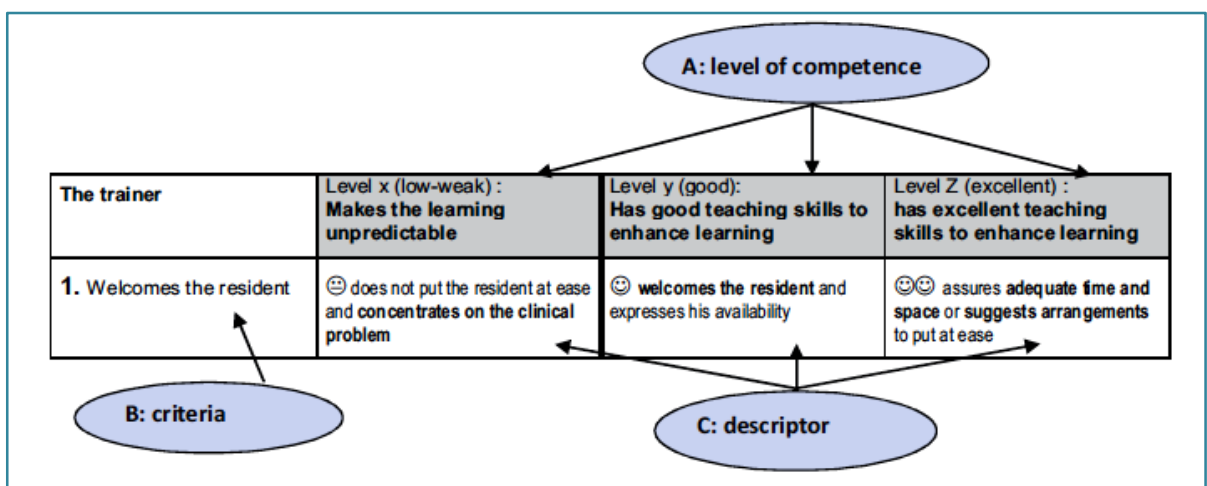 A: level of competence
The trainer
Level x (low-weak) :
Makes the learning
unpredictable
Level y (good):
Has good teaching skills to
enhance learning
Level Z (excellent) :
has excellent teaching
skills to enhance learning
1. Welcomes the resident
😐 does not put the resident at ease
and concentrates on the clinical
problem
☺ welcomes the resident and
expresses his availability
☺☺ assures adequate time and
space or suggests arrangements
to put at ease
B: criteria
C: descriptor